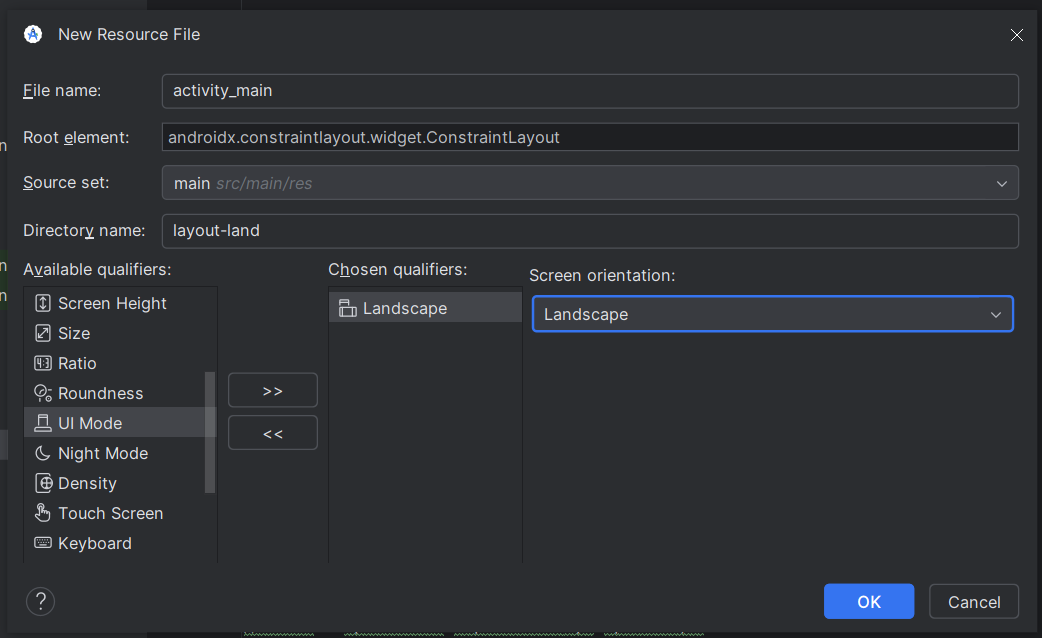 New Resource File
File name: activity_main
Root element: androidx.constraintlayout.widget.ConstraintLayout
Source set: main src/main/res
Directory name: layout-land
Available qualifiers:
Screen Height
Size
Ratio
Roundness
UI Mode
Night Mode
Density
Touch Screen
Keyboard
>>
<<
Chosen qualifiers:
Landscape
Screen orientation:
Landscape
?
OK
Cancel